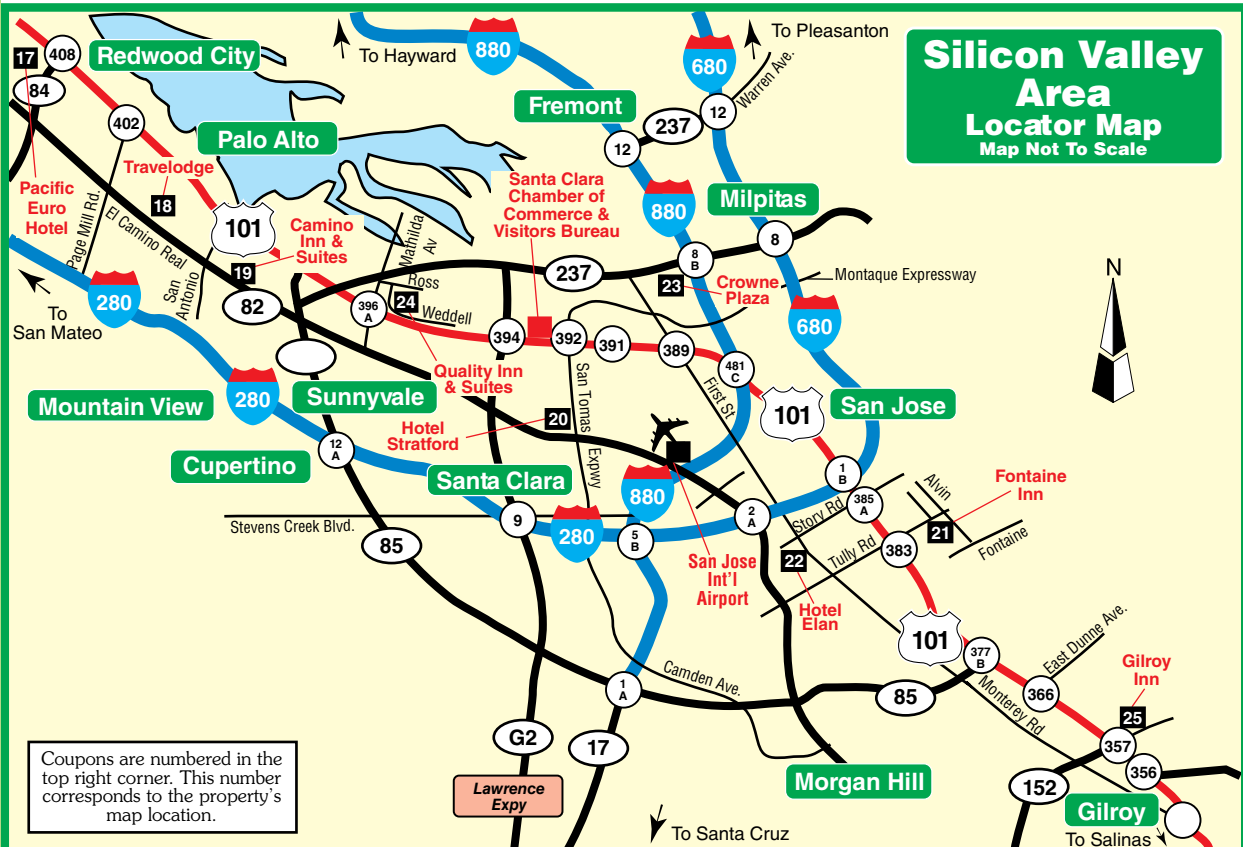 Silicon Valley
Area
Locator Map
Map Not To Scale
To Hayward
To Pleasanton
880
680
Warren Ave.
17
408
Redwood City
84
402
Fremont
12
237
12
Palo Alto
Travelodge
18
Pacific
Euro
Hotel
Page Mill Rd.
El Camino Real
101
San
Antonio
Camino
Inn &
Suites
19
Mathilda
Av
Santa Clara
Chamber of
Commerce &
Visitors Bureau
880
Milpitas
8
8
B
237
Ross
Weddell
24
396
A
23
Crowne
Plaza
Montaque Expressway
N
To
San Mateo
280
82
394
392
391
389
481
C
680
Quality Inn
& Suites
San Tomas
Expwy
First St
101
San Jose
Mountain View
280
Sunnyvale
Hotel
Stratford
20
12
A
Cupertino
Santa Clara
880
1
B
385
A
Alvin
Fontaine
Inn
21
Fontaine
Stevens Creek Blvd.
9
280
5
B
2
A
Story Rd
Tully Rd
383
85
San Jose
Int'l
Airport
22
Hotel
Elan
101
377
B
East Dunne Ave.
Camden Ave.
1
A
85
Monterey Rd
366
Gilroy
Inn
25
357
356
G2
17
Lawrence
Expy
Morgan Hill
152
Gilroy
To Salinas
To Santa Cruz
Coupons are numbered in the
top right corner. This number
corresponds to the property's
map location.